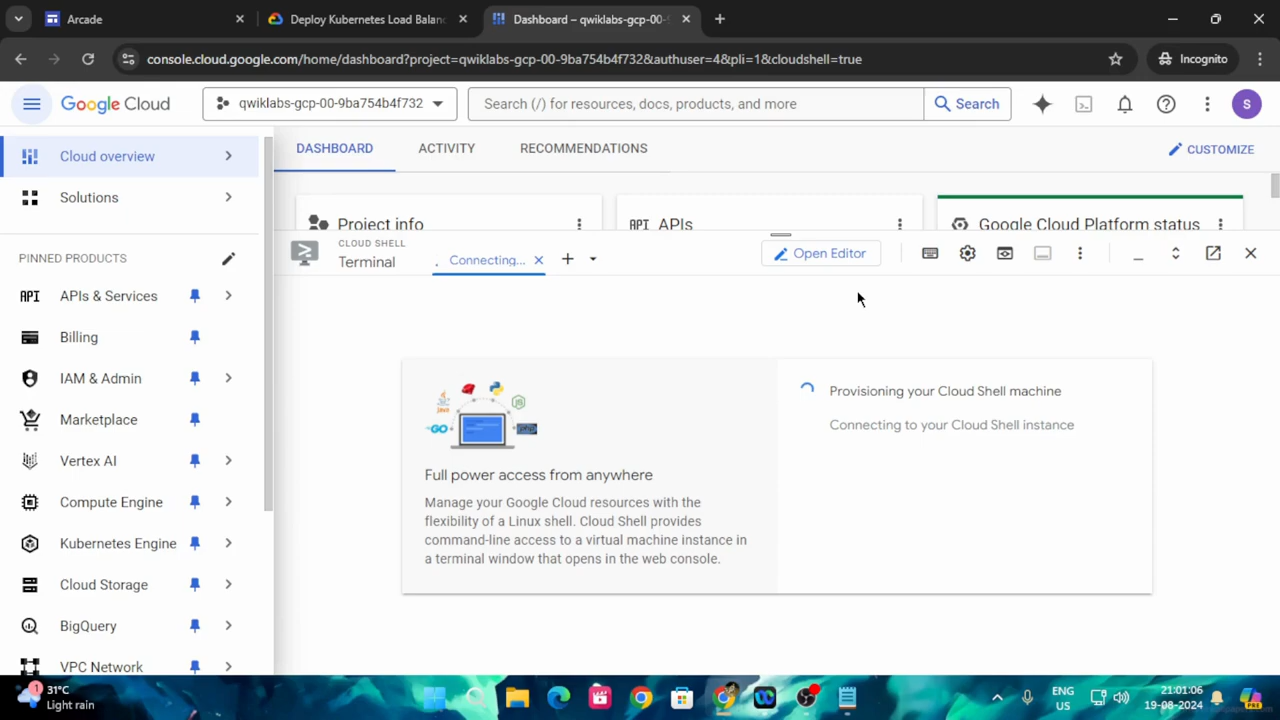 Arcade
Deploy Kubernetes Load Balanc
Dashboard – qwiklabs-gcp-00-
console.cloud.google.com/home/dashboard?project=qwiklabs-gcp-00-9ba754b4f732&authuser=4&pli=1&cloudshell=true
Incognito
Google Cloud
qwiklabs-gcp-00-9ba754b4f732
Search (/) for resources, docs, products, and more
Search
S
Cloud overview
Solutions
PINNED PRODUCTS
API APIs & Services
Billing
IAM & Admin
Marketplace
Vertex AI
Compute Engine
Kubernetes Engine
Cloud Storage
BigQuery
VPC Network
DASHBOARD
ACTIVITY
RECOMMENDATIONS
CUSTOMIZE
Project info
API APIs
Google Cloud Platform status
CLOUD SHELL
Terminal
Connecting...
Open Editor
Java
GO
php
Full power access from anywhere
Manage your Google Cloud resources with the
flexibility of a Linux shell. Cloud Shell provides
command-line access to a virtual machine instance in
a terminal window that opens in the web console.
Provisioning your Cloud Shell machine
Connecting to your Cloud Shell instance
1
31°C
Light rain
ENG
US
21:01:06
19-08-2024
PRE